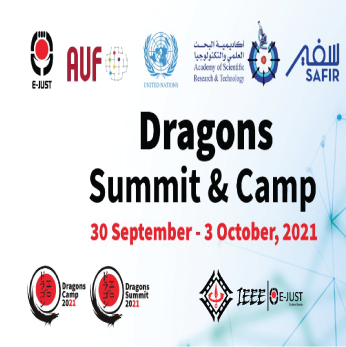 E-JUST
AUF
UNITED NATIONS
أكاديمية البحث
العلمي والتكنولوجيا
Academy of Scientific
Research & Technology
سفير
SAFIR
Dragons
Summit & Camp
30 September - 3 October, 2021
Dragons
Camp
2021
Dragons
Summit
2021
IEEE
E-JUST